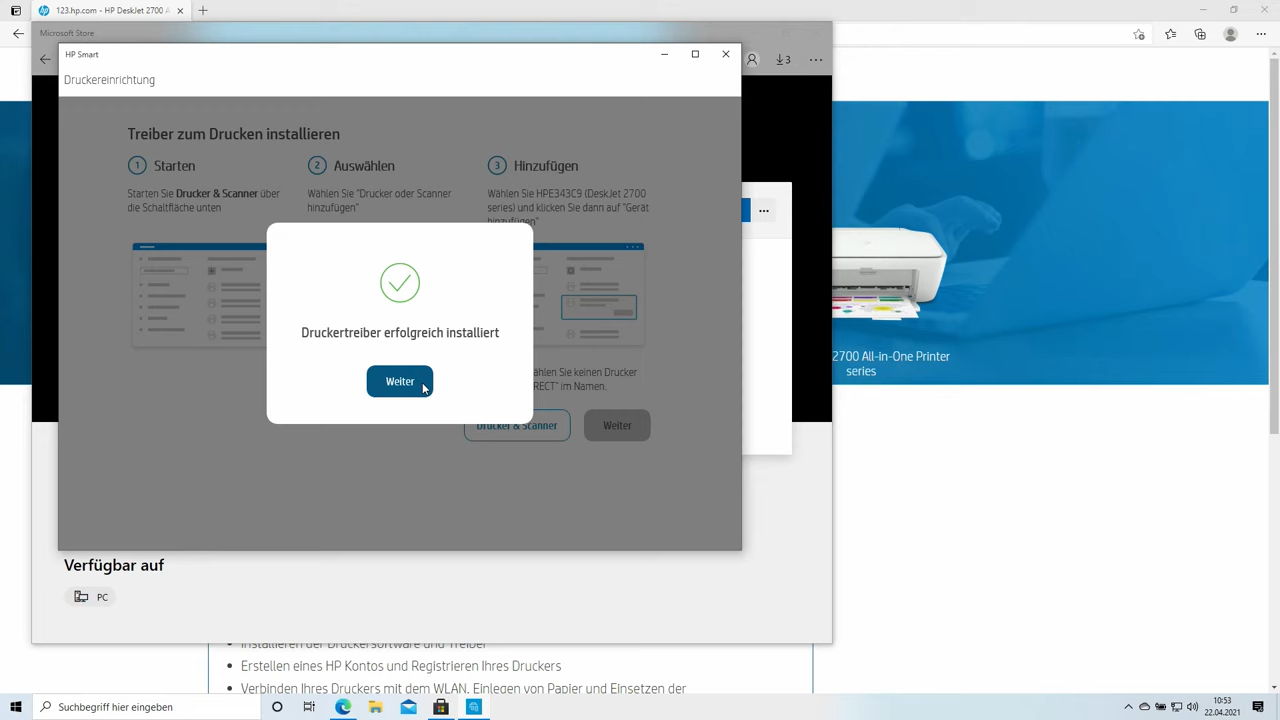 123.hp.com - HP DeskJet 2700 A
Microsoft Store
HP Smart
3
Druckereinrichtung
Treiber zum Drucken installieren
1 Starten
Starten Sie Drucker & Scanner über
die Schaltfläche unten
2 Auswählen
Wählen Sie "Drucker oder Scanner
hinzufügen"
3 Hinzufügen
Wählen Sie HPE343C9 (DeskJet 2700
series) und klicken Sie dann auf "Gerät
hinzufügen"
Druckertreiber erfolgreich installiert
Weiter
ählen Sie keinen Drucker
RECT" im Namen.
Drucker & Scanner
Weiter
2700 All-in-One Printer
series
Verfügbar auf
PC
Installieren der Druckersoftware und Treiber
Erstellen eines HP Kontos und Registrieren Ihres Druckers
Verbinden Ihres Druckers mit dem WLAN, Einlegen von Papier und Einsetzen der
Suchbegriff hier eingeben
10:53
22.04.2021